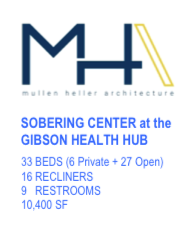 MHA
mullen heller architecture
SOBERING CENTER at the
GIBSON HEALTH HUB
33 BEDS (6 Private + 27 Open)
16 RECLINERS
9 RESTROOMS
10,400 SF